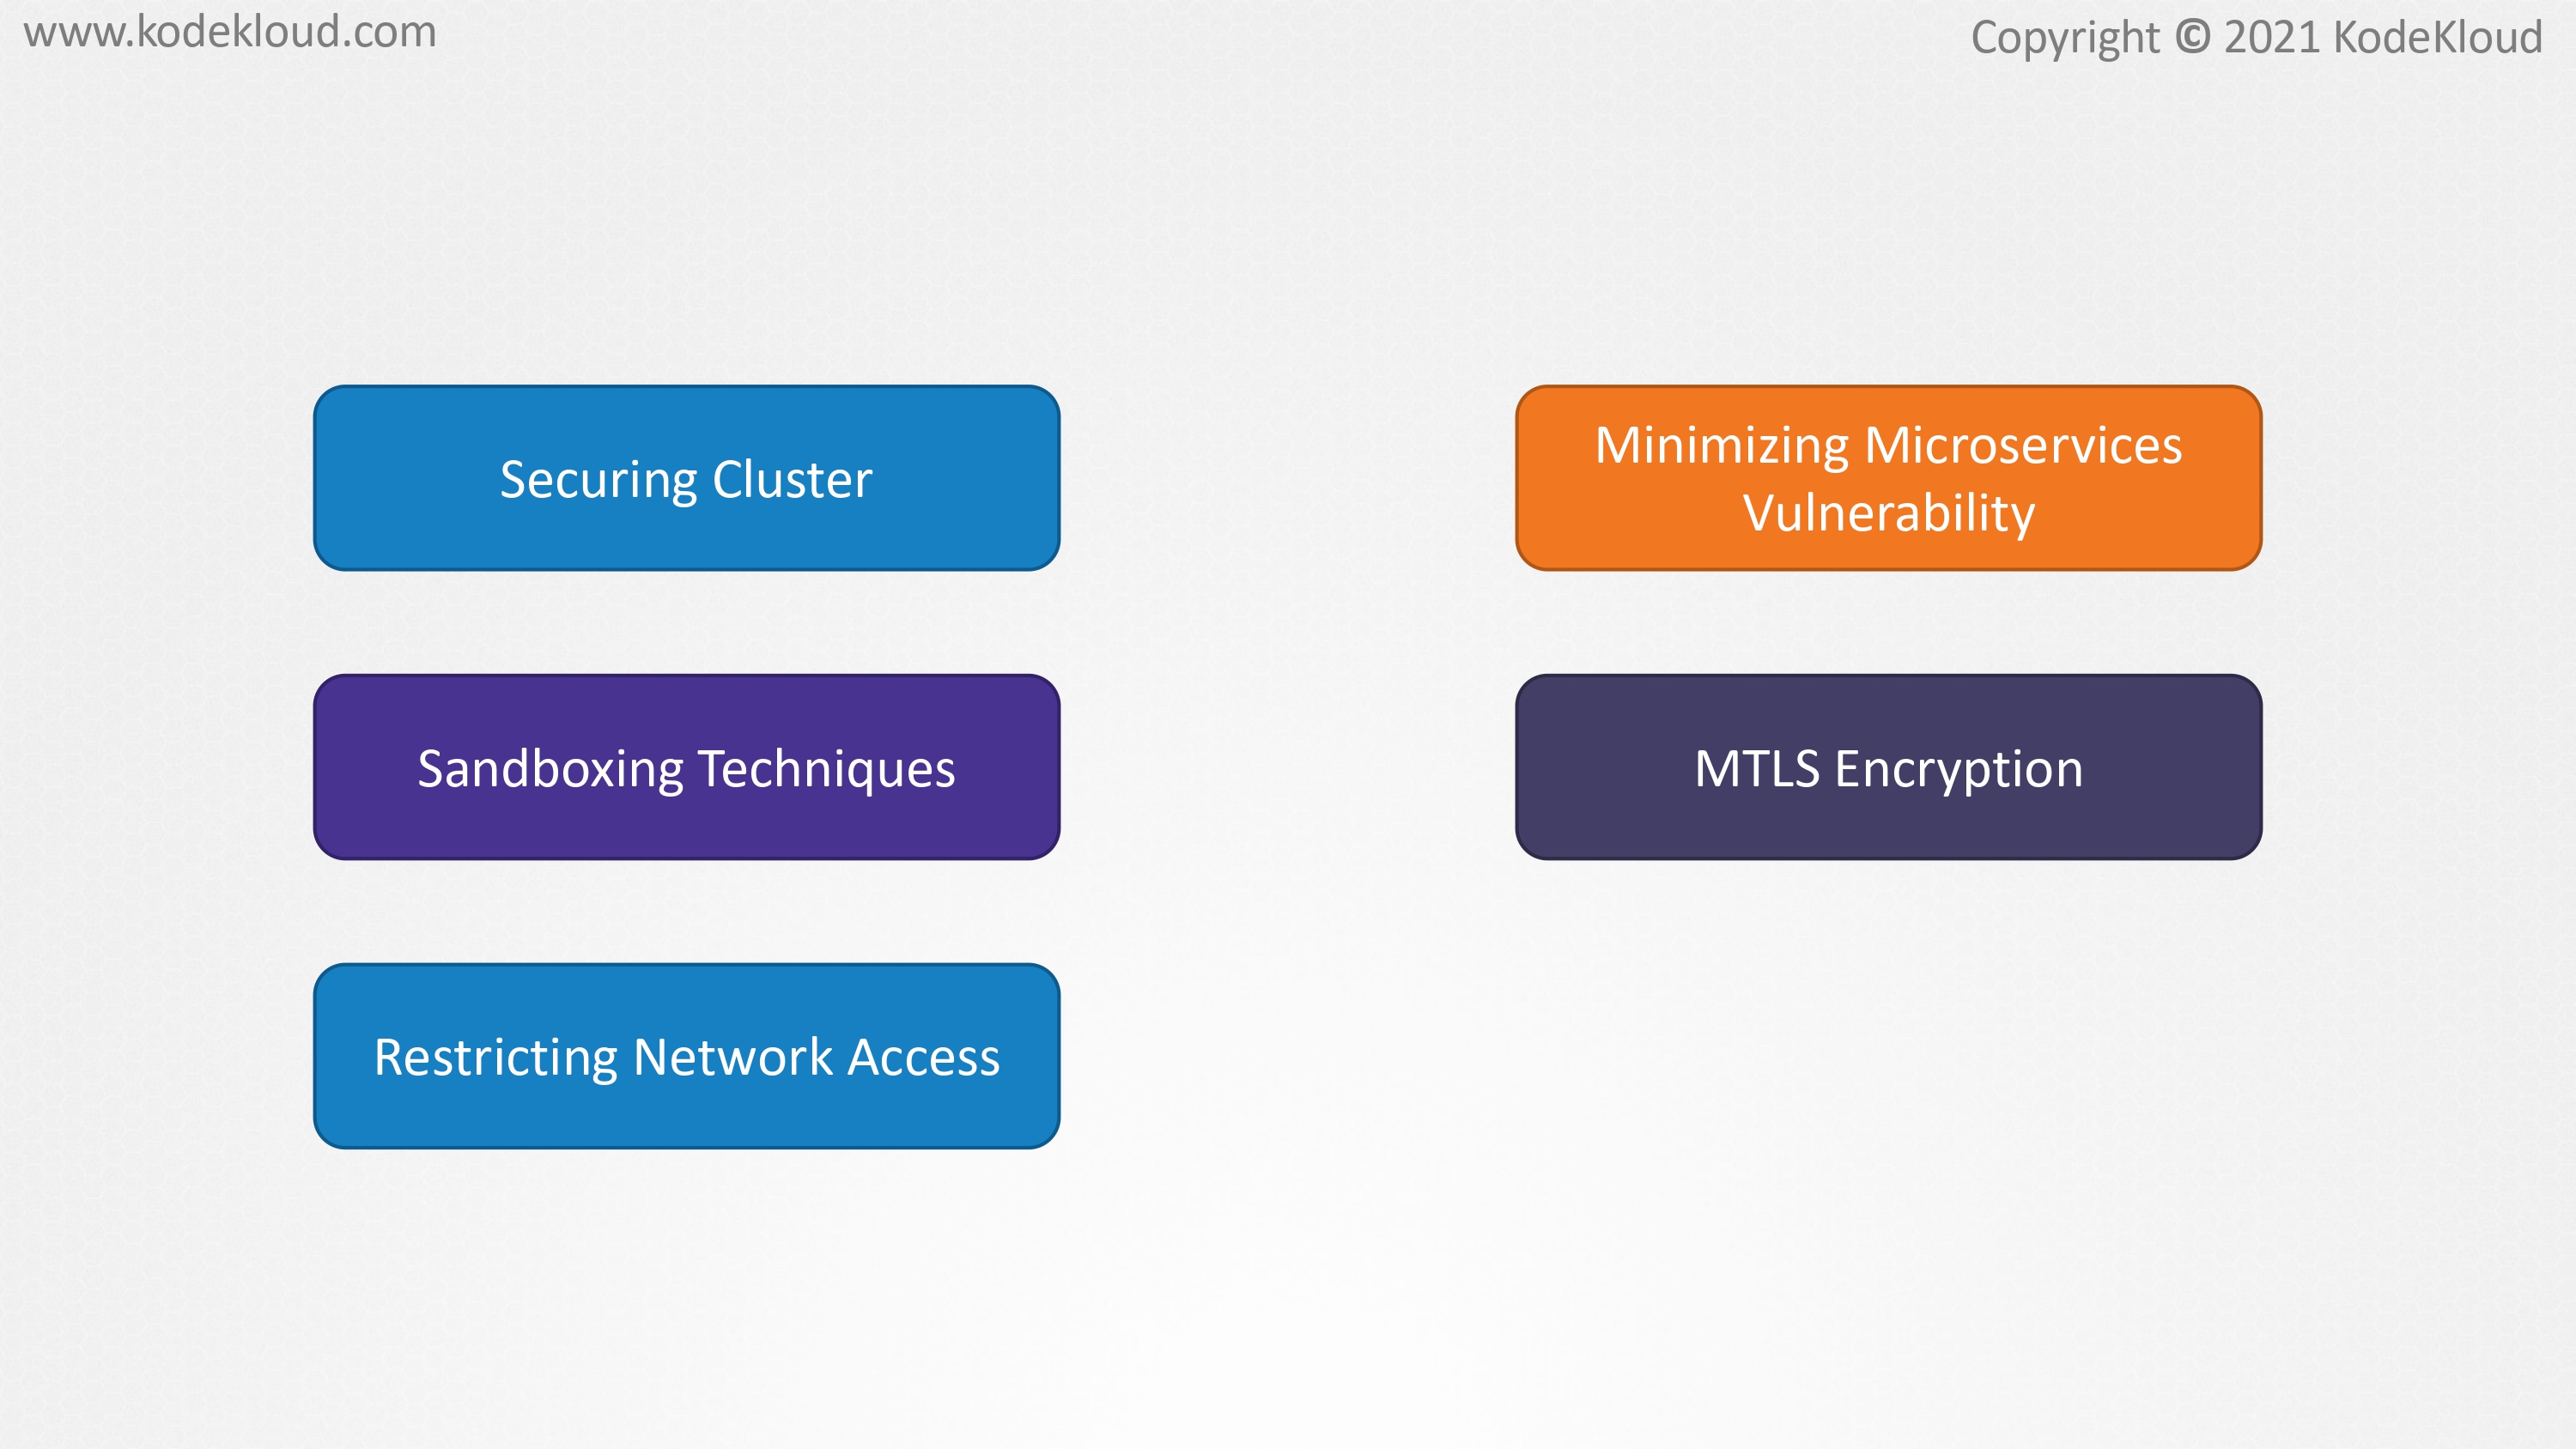 www.kodekloud.com
Copyright © 2021 KodeKloud
Securing Cluster
Minimizing Microservices
Vulnerability
Sandboxing Techniques
MTLS Encryption
Restricting Network Access